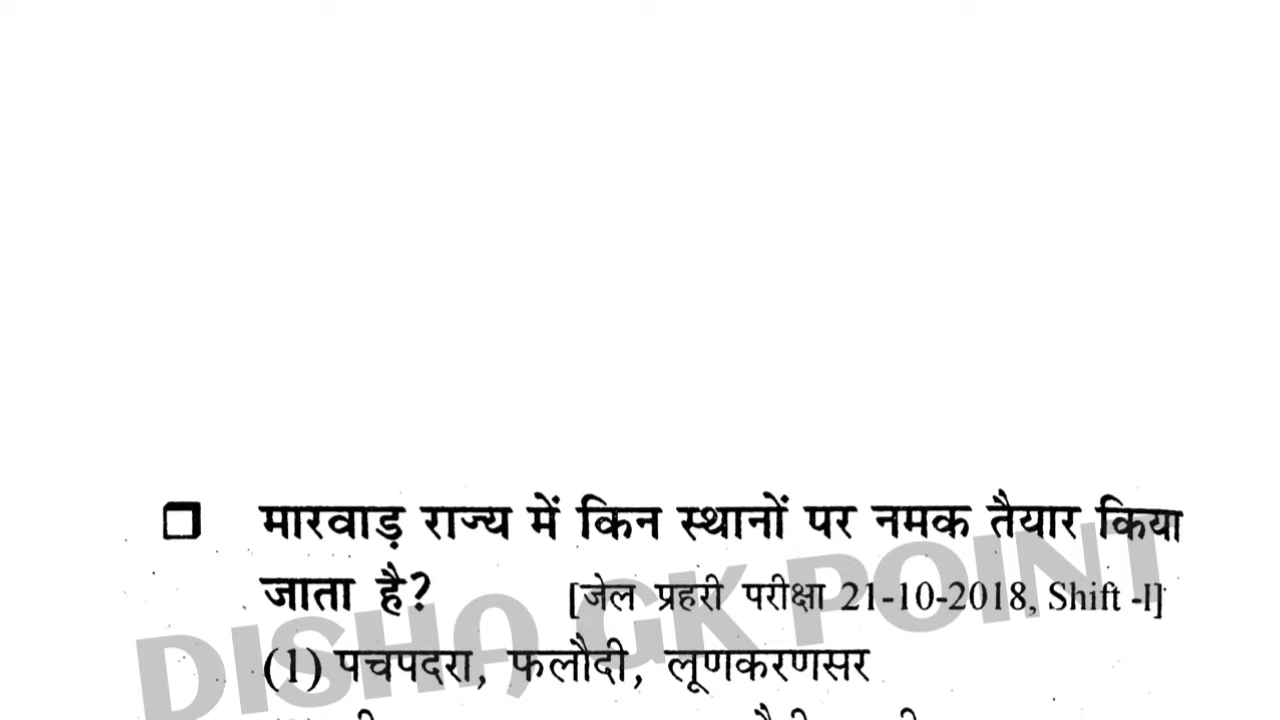 ❒ मारवाड़ राज्य में किन स्थानों पर नमक तैयार किया
जाता है? [जेल प्रहरी परीक्षा 21-10-2018, Shift -I]
(1) पचपदरा, फलौदी, लूणकरणसर
DISHA GK POINT